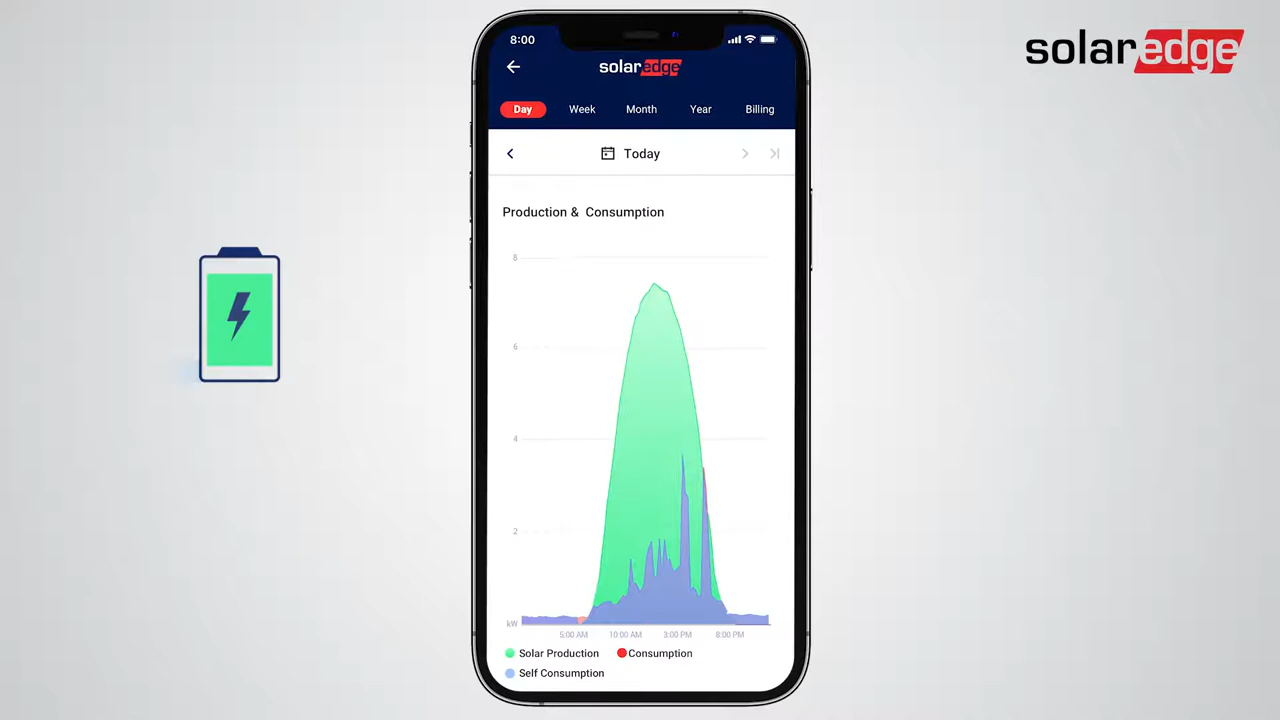 8:00
solaredge
solaredge
Day Week Month Year Billing
Today
Production & Consumption
8
6
4
2
kW
5:00 AM 10:00 AM 3:00 PM 8:00 PM
Solar Production Consumption
Self Consumption